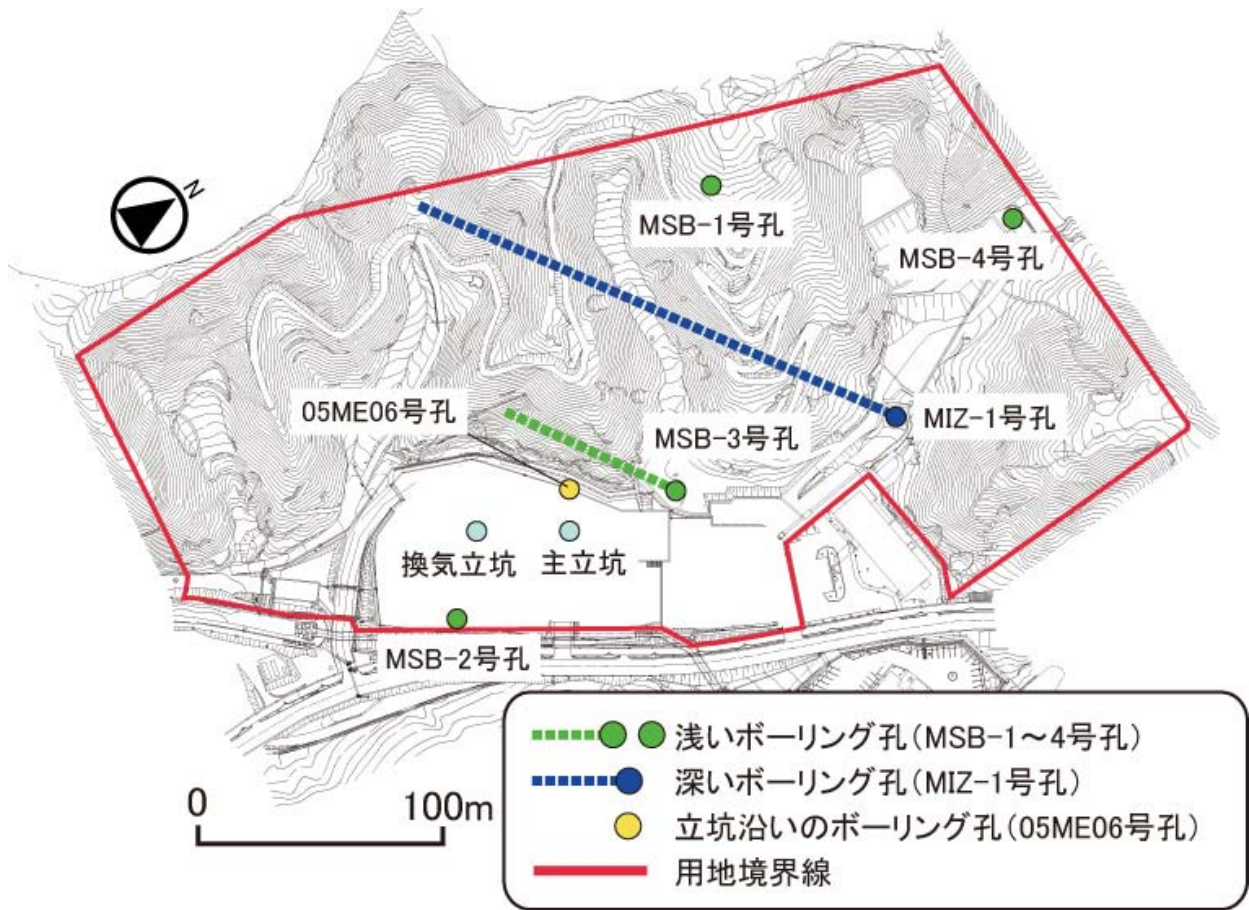 N
MSB-1号孔
MSB-4号孔
05ME06号孔
MSB-3号孔
MIZ-1号孔
換気立坑
主立坑
MSB-2号孔
0
100m
浅いボーリング孔(MSB-1～4号孔)
深いボーリング孔(MIZ-1号孔)
立坑沿いのボーリング孔(05ME06号孔)
用地境界線